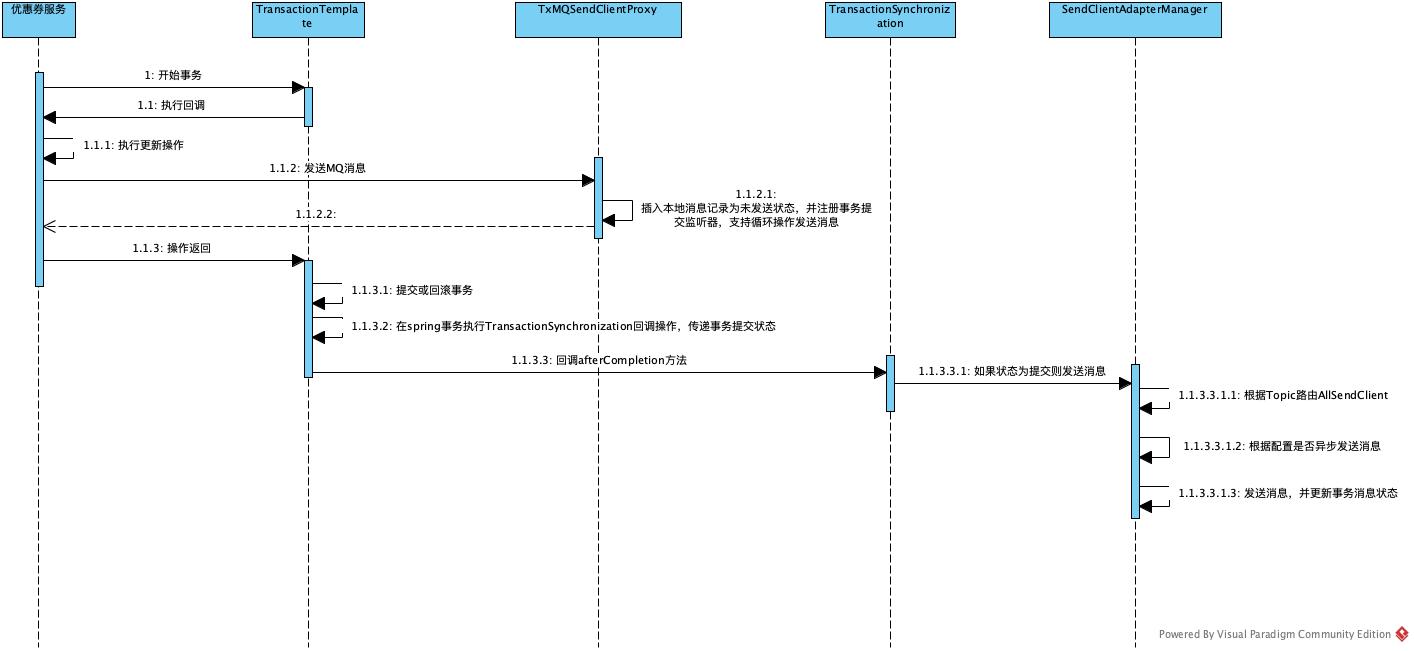 优惠券服务
TransactionTempla
te
TxMQSendClientProxy
TransactionSynchroniz
ation
SendClientAdapterManager
1: 开始事务
1.1: 执行回调
1.1.1: 执行更新操作
1.1.2: 发送MQ消息
1.1.2.1:
插入本地消息记录为未发送状态，并注册事务提
交监听器，支持循环操作发送消息
1.1.2.2:
1.1.3: 操作返回
1.1.3.1: 提交或回滚事务
1.1.3.2: 在spring事务执行TransactionSynchronization回调操作，传递事务提交状态
1.1.3.3: 回调afterCompletion方法
1.1.3.3.1: 如果状态为提交则发送消息
1.1.3.3.1.1: 根据Topic路由AllSendClient
1.1.3.3.1.2: 根据配置是否异步发送消息
1.1.3.3.1.3: 发送消息，并更新事务消息状态
Powered By Visual Paradigm Community Edition